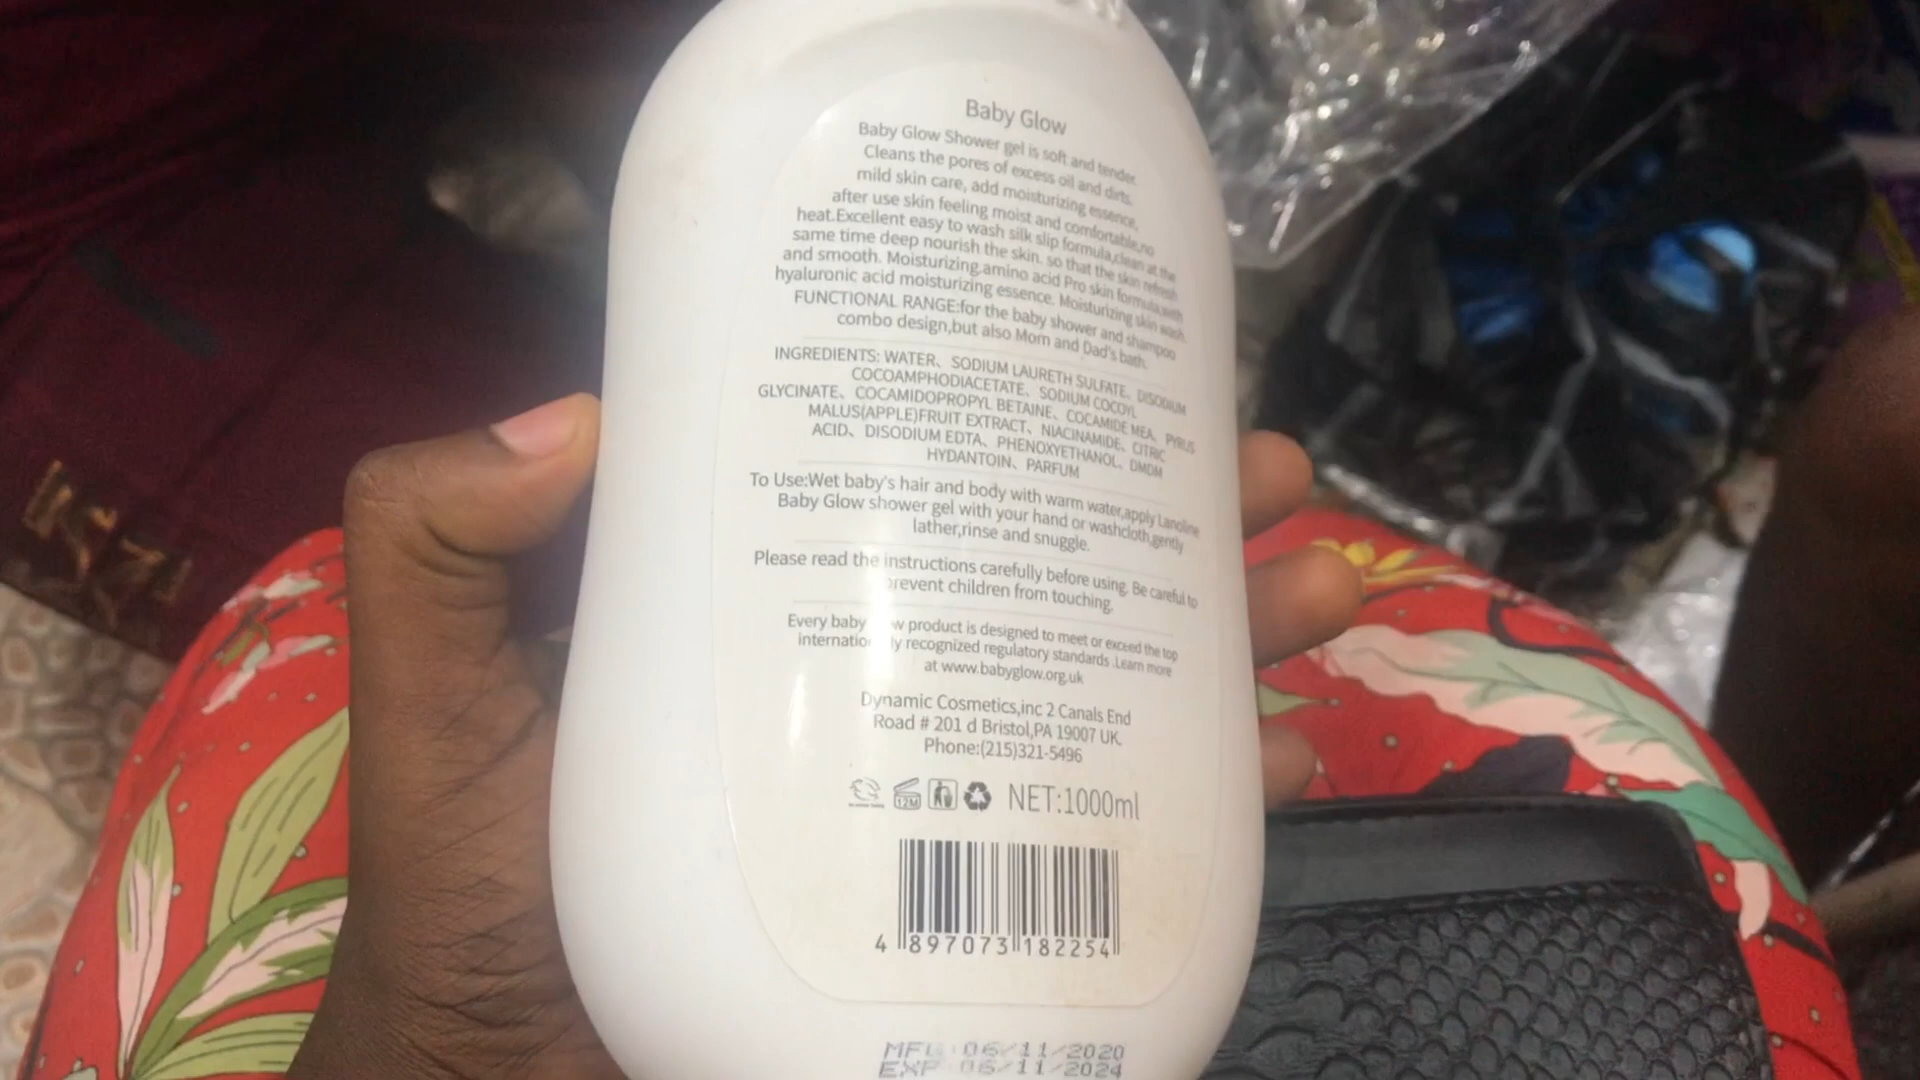 Baby Glow
Baby Glow Shower gel is soft and tender.
Cleans the pores of excess oil and dirts.
mild skin care, add moisturizing essence,
after use skin feeling moist and comfortable,no
heat.Excellent easy to wash silk slip formula,clean at the
same time deep nourish the skin. so that the skin refresh
and smooth. Moisturizing,amino acid Pro skin formula,with
hyaluronic acid moisturizing essence. Moisturizing skin wash.
FUNCTIONAL RANGE:for the baby shower and shampoo
combo design,but also Mom and Dad's bath.
INGREDIENTS: WATER、SODIUM LAURETH SULFATE、DISODIUM
COCOAMPHODIACETATE、SODIUM COCOYL
GLYCINATE、COCAMIDOPROPYL BETAINE、COCAMIDE MEA、PYRUS
MALUS(APPLE)FRUIT EXTRACT、NIACINAMIDE、CITRIC
ACID、DISODIUM EDTA、PHENOXYETHANOL、DMDM
HYDANTOIN、PARFUM
To Use:Wet baby's hair and body with warm water,apply Lanoline
Baby Glow shower gel with your hand or washcloth,gently
lather,rinse and snuggle.
Please read the instructions carefully before using. Be careful to
prevent children from touching.
Every baby product is designed to meet or exceed the top
recognized regulatory standards .Learn more
at www.babyglow.org.uk
Dynamic Cosmetics,inc 2 Canals End
Road # 201 d Bristol,PA 19007 UK.
Phone:(215)321-5496
12M NET:1000ml
4 897073 182254
06/11/2020
EXP 06/11/2024